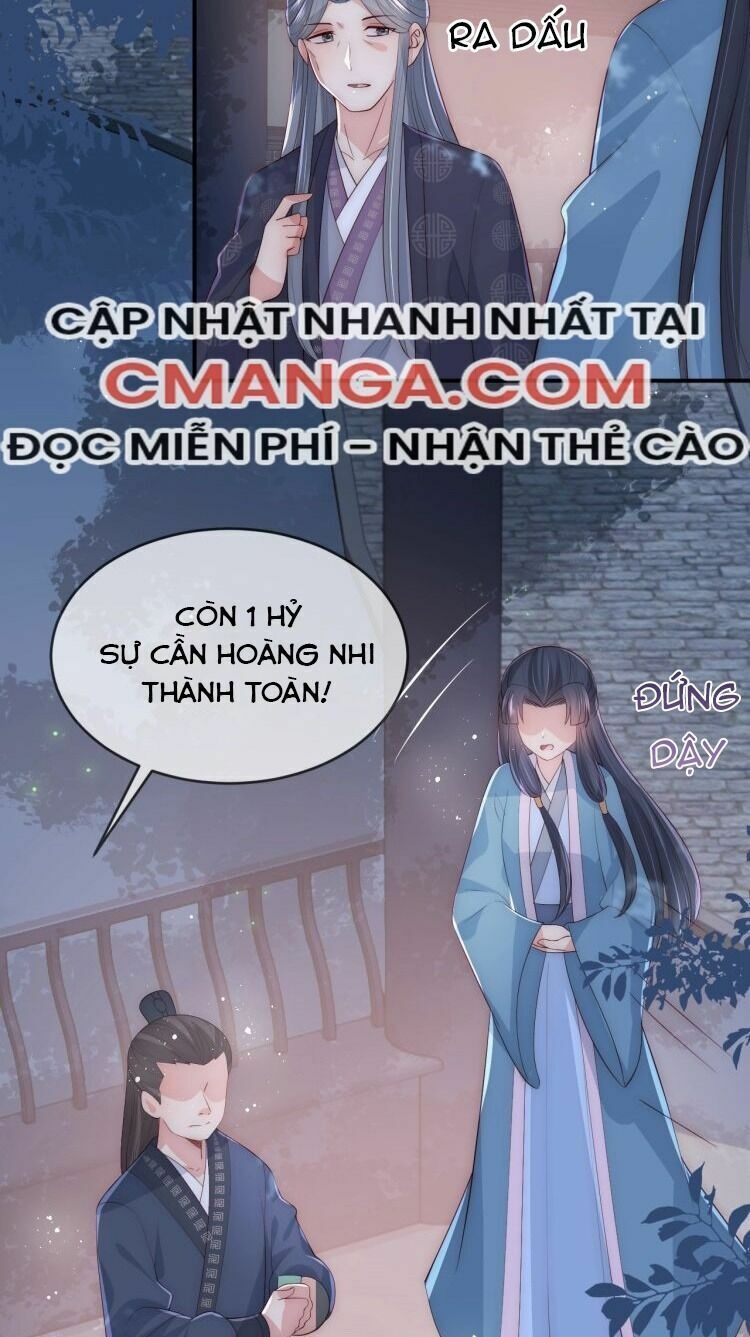 RA DẤU
CẬP NHẬT NHANH NHẤT TẠI
CMANGA.COM
ĐỌC MIỄN PHÍ - NHẬN THẺ CÀO
CÒN 1 HỶ
SỰ CẦN HOÀNG NHI
THÀNH TOÀN!
ĐỨNG
DẬY